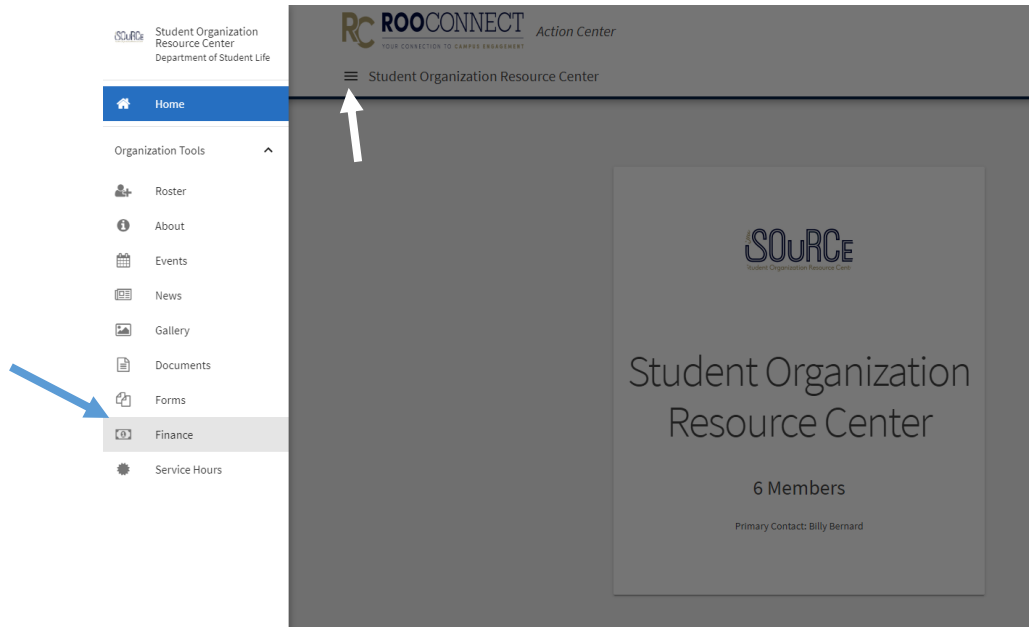 SOuRCe
Student Organization
Resource Center
Department of Student Life
Home
Organization Tools
Roster
About
Events
News
Gallery
Documents
Forms
Finance
Service Hours
RC ROOCONNECT
YOUR CONNECTION TO CAMPUS ENGAGEMENT
Action Center
Student Organization Resource Center
SOuRCe
Student Organization Resource Cent
Student Organization
Resource Center
6 Members
Primary Contact: Billy Bernard